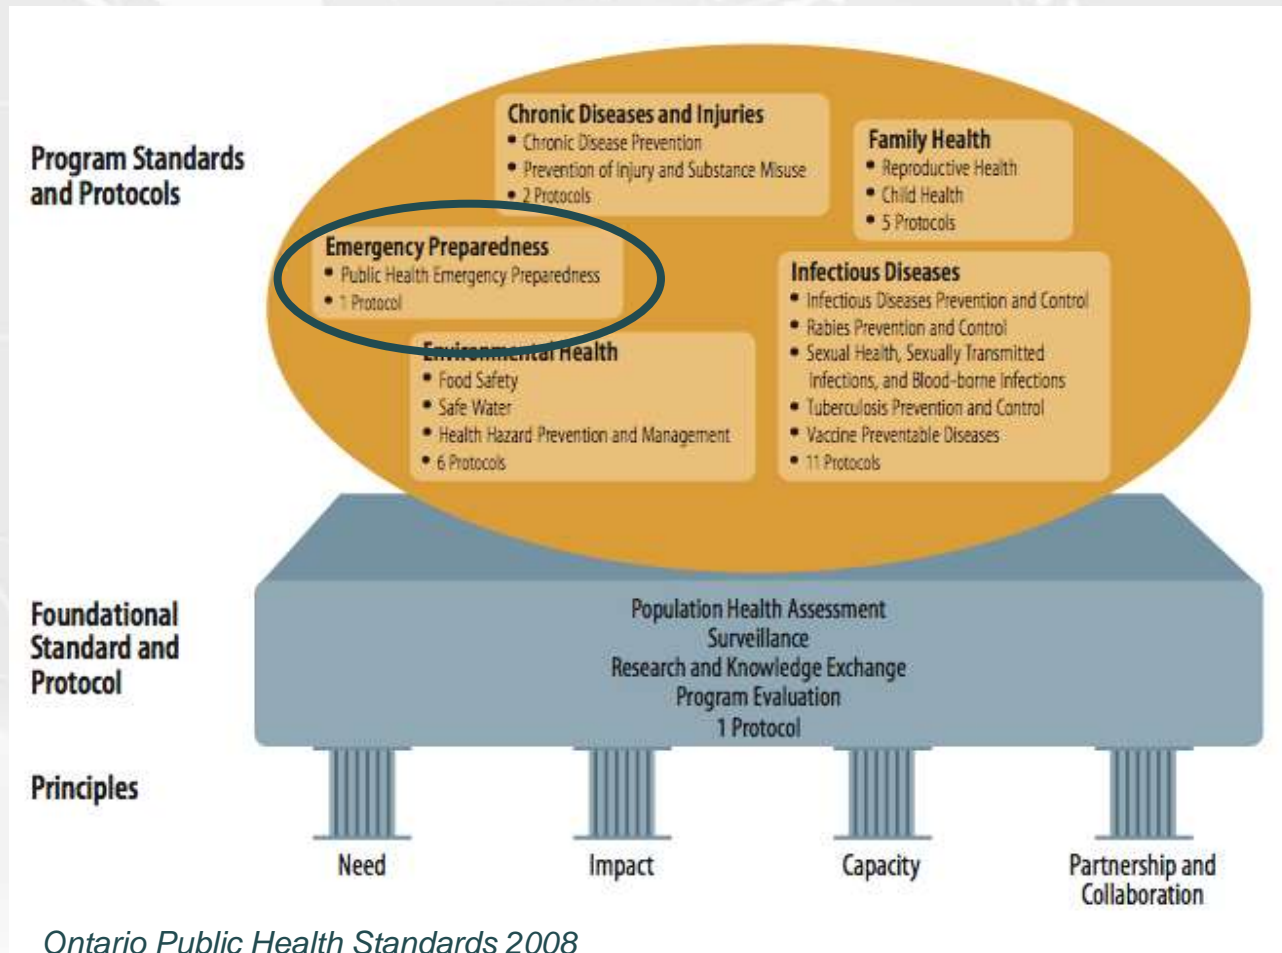 Program Standards
and Protocols
Chronic Diseases and Injuries
• Chronic Disease Prevention
• Prevention of Injury and Substance Misuse
• 2 Protocols
Family Health
• Reproductive Health
• Child Health
• 5 Protocols
Emergency Preparedness
• Public Health Emergency Preparedness
• 1 Protocol
Infectious Diseases
• Infectious Diseases Prevention and Control
• Rabies Prevention and Control
• Sexual Health, Sexually Transmitted
Infections, and Blood-borne Infections
• Tuberculosis Prevention and Control
• Vaccine Preventable Diseases
• 11 Protocols
Environmental Health
• Food Safety
• Safe Water
• Health Hazard Prevention and Management
• 6 Protocols
Foundational
Standard and
Protocol
Population Health Assessment
Surveillance
Research and Knowledge Exchange
Program Evaluation
1 Protocol
Principles
Need
Impact
Capacity
Partnership and
Collaboration
Ontario Public Health Standards 2008